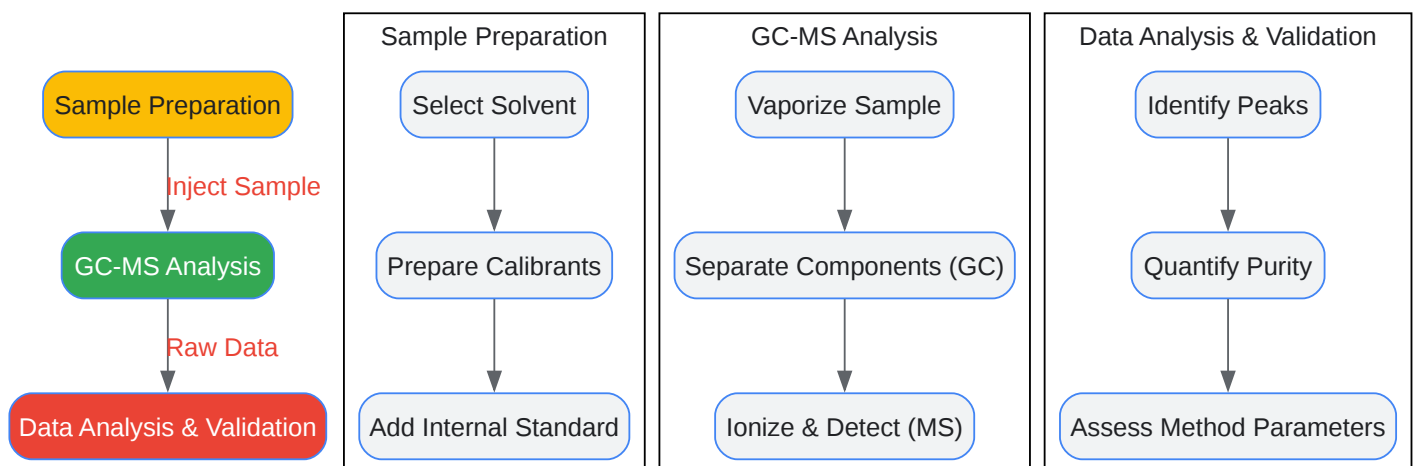 Sample Preparation
Inject Sample
GC-MS Analysis
Raw Data
Data Analysis & Validation
Sample Preparation
Select Solvent
Prepare Calibrants
Add Internal Standard
GC-MS Analysis
Vaporize Sample
Separate Components (GC)
Ionize & Detect (MS)
Data Analysis & Validation
Identify Peaks
Quantify Purity
Assess Method Parameters